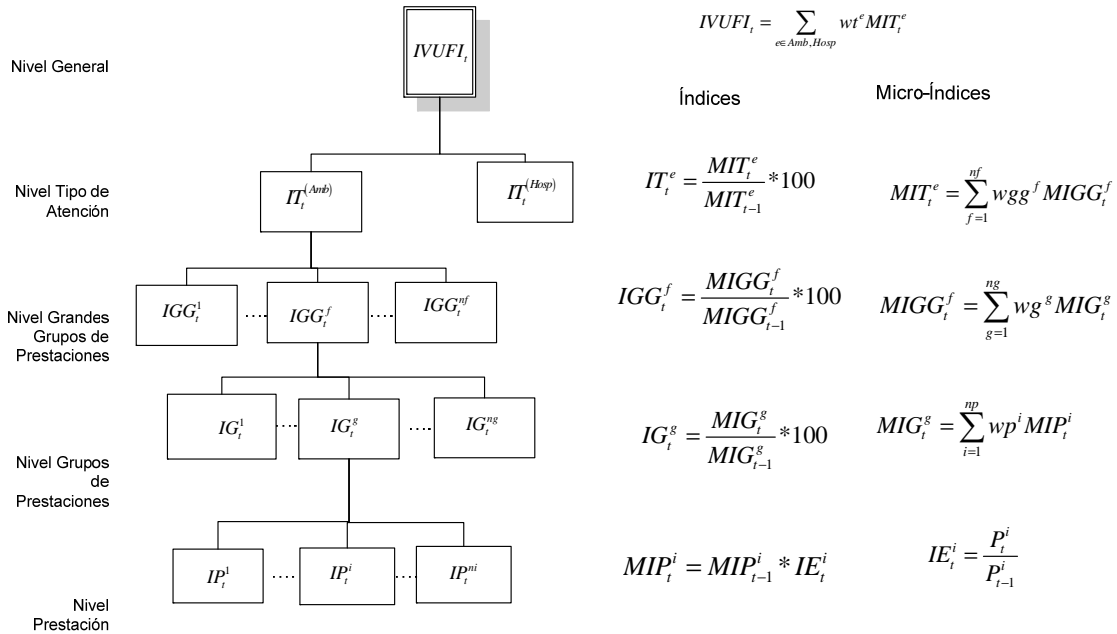 IVUFI_t = ∑_{e∈Amb,Hosp} wt^e MIT_t^e
Nivel General
IVUFI_t
Índices
Micro-Índices
Nivel Tipo de
Atención
IT_t^{(Amb)}
IT_t^{(Hosp)}
IT_t^e = MIT_t^e / MIT_{t-1}^e *100
MIT_t^e = ∑_{f=1}^{nf} wgg^f MIGG_t^f
Nivel Grandes
Grupos de
Prestaciones
IGG_t^1
.....
IGG_t^f
......
IGG_t^{nf}
IGG_t^f = MIGG_t^f / MIGG_{t-1}^f *100
MIGG_t^f = ∑_{g=1}^{ng} wg^g MIG_t^g
Nivel Grupos
de
Prestaciones
IG_t^1
.....
IG_t^g
.....
IG_t^{ng}
IG_t^g = MIG_t^g / MIG_{t-1}^g *100
MIG_t^g = ∑_{i=1}^{np} wp^i MIP_t^i
Nivel
Prestación
IP_t^1
.....
IP_t^i
.....
IP_t^{ni}
MIP_t^i = MIP_{t-1}^i * IE_t^i
IE_t^i = P_t^i / P_{t-1}^i